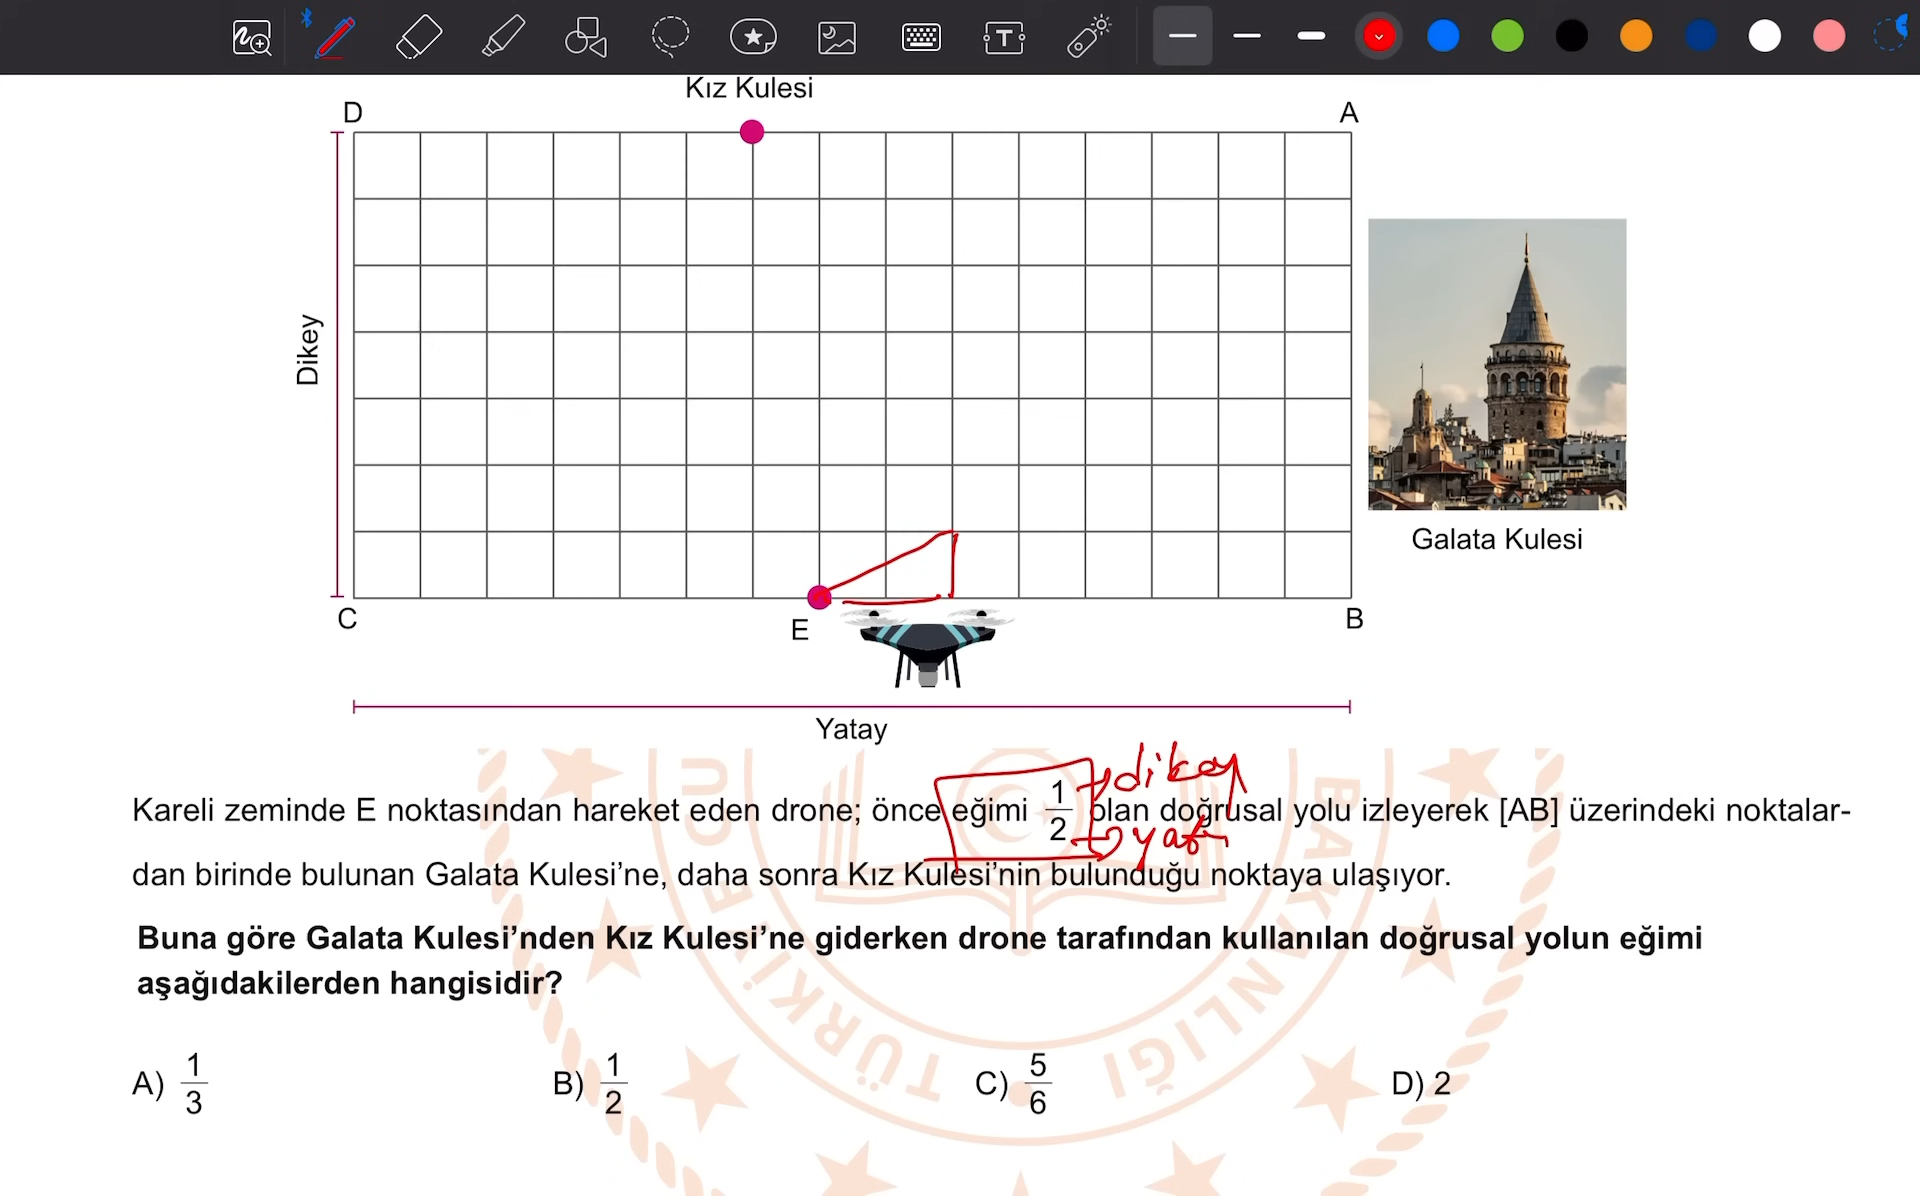 Kız Kulesi
D
A
Dikey
Galata Kulesi
C
E
B
Yatay
dikey
Kareli zeminde E noktasından hareket eden drone; önce eğimi 1/2 olan doğrusal yolu izleyerek [AB] üzerindeki noktalar-
yatay
dan birinde bulunan Galata Kulesi’ne, daha sonra Kız Kulesi’nin bulunduğu noktaya ulaşıyor.
Buna göre Galata Kulesi’nden Kız Kulesi’ne giderken drone tarafından kullanılan doğrusal yolun eğimi
aşağıdakilerden hangisidir?
A) 1/3 B) 1/2 C) 5/6 D) 2
TÜRKİYE
BAKANLIĞI